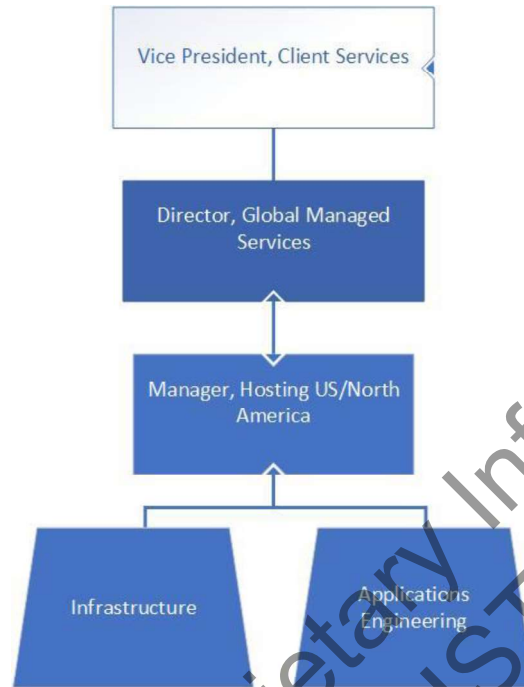 Vice President, Client Services
Director, Global Managed
Services
Manager, Hosting US/North
America
Infrastructure
Applications
Engineering